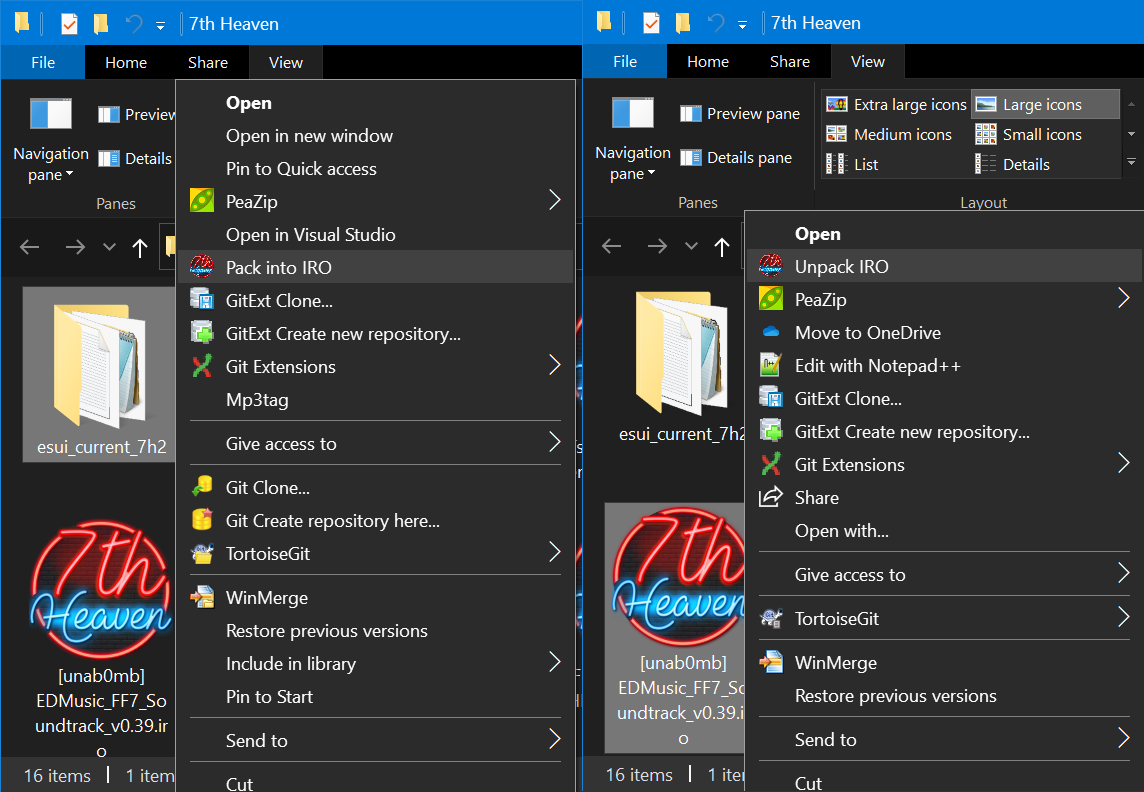 7th Heaven
File
Home
Share
View
Navigation
pane
Preview
Details
Panes
Open
Open in new window
Pin to Quick access
PeaZip
Open in Visual Studio
Pack into IRO
GitExt Clone...
GitExt Create new repository...
Git Extensions
Mp3tag
Give access to
Git Clone...
Git Create repository here...
TortoiseGit
WinMerge
Restore previous versions
Include in library
Pin to Start
Send to
Cut
esui_current_7h2
7th
Heaven
[unab0mb]
EDMusic_FF7_So
undtrack_v0.39.ir
o
16 items
1 item
7th Heaven
File
Home
Share
View
Navigation
pane
Preview pane
Details pane
Panes
Extra large icons
Large icons
Medium icons
Small icons
List
Details
Layout
Open
Unpack IRO
PeaZip
Move to OneDrive
Edit with Notepad++
GitExt Clone...
GitExt Create new repository...
Git Extensions
Share
Open with...
Give access to
TortoiseGit
WinMerge
Restore previous versions
Send to
Cut
esui_current_7h2
7th
Heaven
[unab0mb]
EDMusic_FF7_So
undtrack_v0.39.i
o
16 items
1 ite